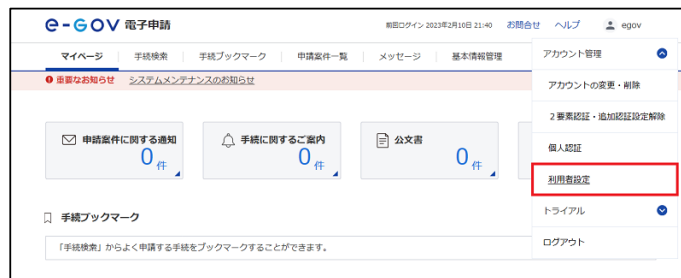 e-GOV 電子申請
前回ログイン 2023年2月10日 21:40 お問合せ ヘルプ egov
マイページ 手続検索 手続ブックマーク 申請案件一覧 メッセージ 基本情報管理
アカウント管理
重要なお知らせ システムメンテナンスのお知らせ
アカウントの変更・削除
2要素認証・追加認証設定解除
申請案件に関する通知
0件
手続に関するご案内
0件
公文書
0件
個人認証
利用者設定
トライアル
ログアウト
手続ブックマーク
「手続検索」からよく申請する手続をブックマークすることができます。